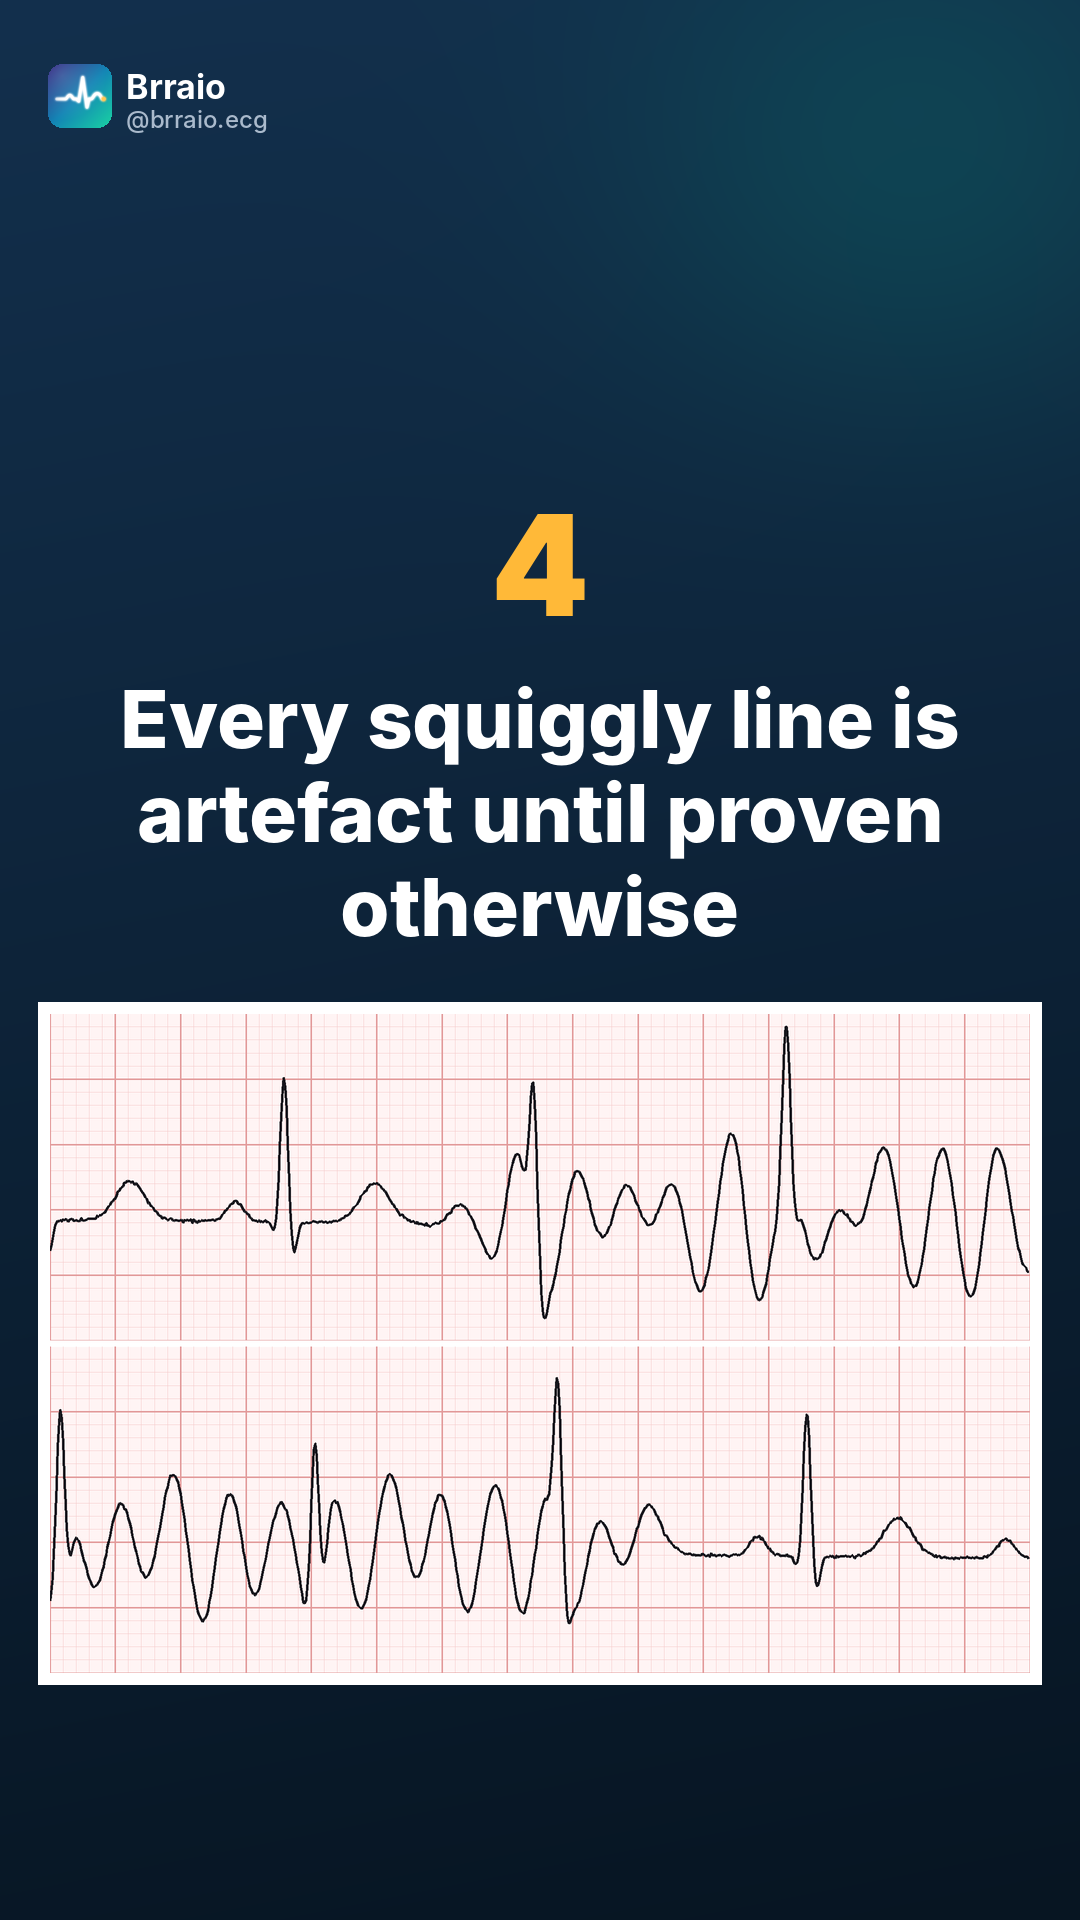 Brraio
@brraio.ecg
4
Every squiggly line is
artefact until proven
otherwise